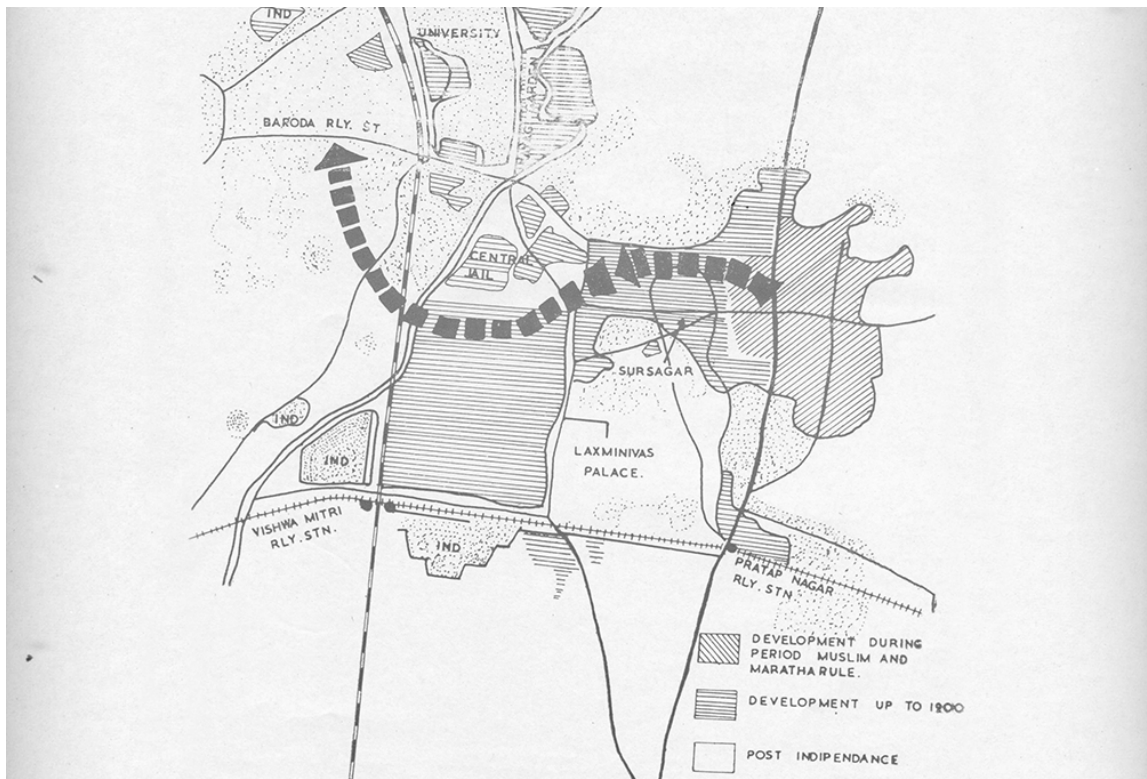 IND
UNIVERSITY
BARODA RLY. ST
CENTRAL
JAIL
SURSAGAR
IND
IND
LAXMINIVAS
PALACE.
VISHWA MITRI
RLY. STN.
IND
PRATAP NAGAR
RLY. STN
DEVELOPMENT DURING
PERIOD MUSLIM AND
MARATHA RULE.
DEVELOPMENT UP TO 1900
POST INDIPENDANCE